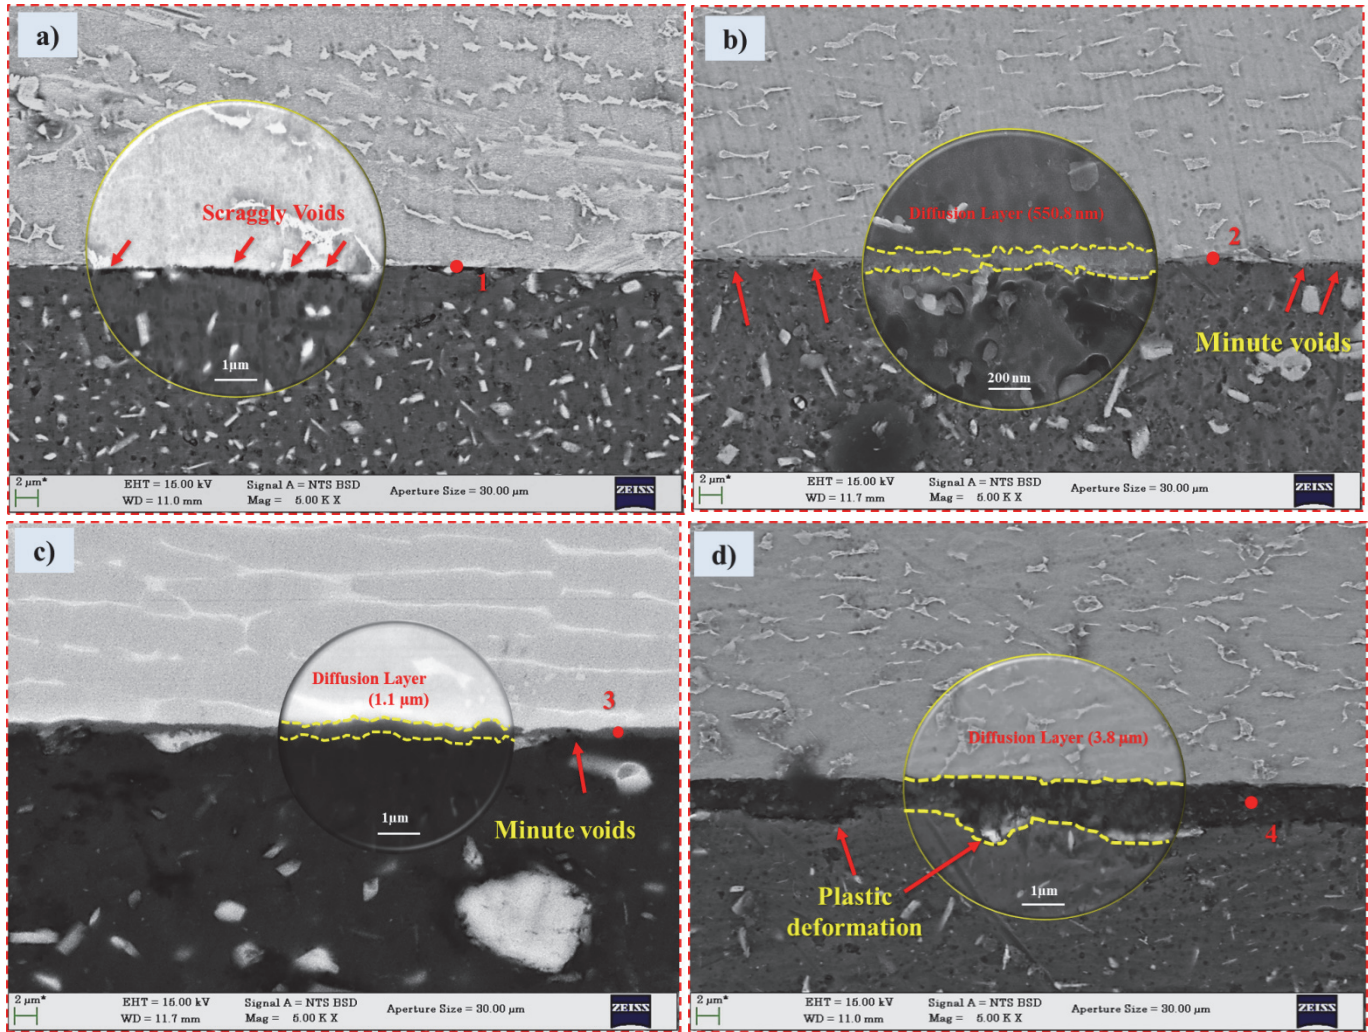 a)
Scraggly Voids
1
1µm
2 µm*
EHT = 15.00 kV
WD = 11.0 mm
Signal A = NTS BSD
Mag = 5.00 K X
Aperture Size = 30.00 µm
ZEISS
b)
Diffusion Layer (550.8 nm)
2
Minute voids
200 nm
2 µm*
EHT = 15.00 kV
WD = 11.7 mm
Signal A = NTS BSD
Mag = 5.00 K X
Aperture Size = 30.00 µm
ZEISS
c)
Diffusion Layer
(1.1 µm)
3
1µm
Minute voids
2 µm*
EHT = 15.00 kV
WD = 11.7 mm
Signal A = NTS BSD
Mag = 5.00 K X
Aperture Size = 30.00 µm
ZEISS
d)
Diffusion Layer (3.8 µm)
4
Plastic
deformation
1µm
2 µm*
EHT = 15.00 kV
WD = 11.0 mm
Signal A = NTS BSD
Mag = 5.00 K X
Aperture Size = 30.00 µm
ZEISS